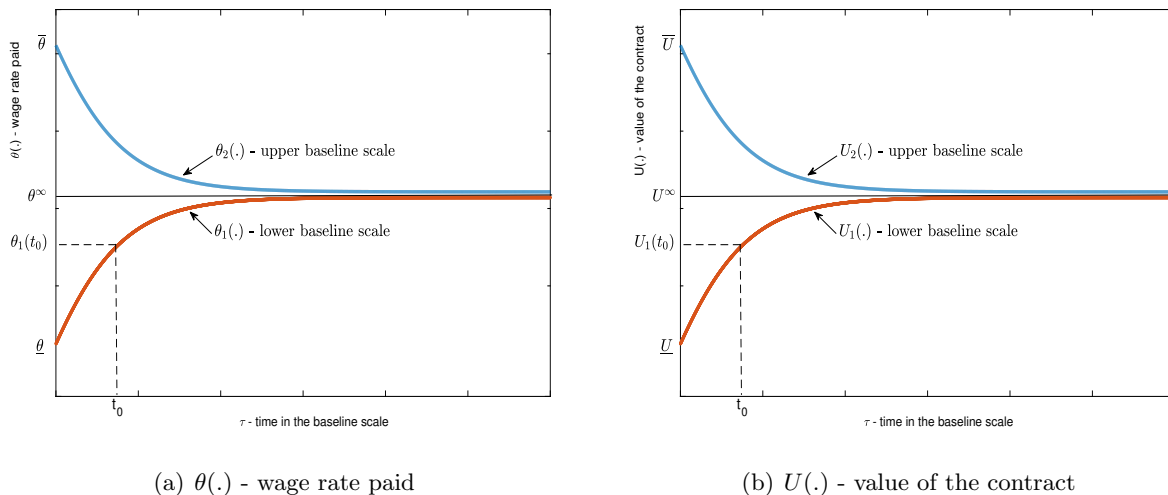 θ(.) - wage rate paid
θ̅
θ₂(.) - upper baseline scale
θ^∞
θ₁(.) - lower baseline scale
θ₁(t₀)
θ̲
t₀
τ - time in the baseline scale
(a) θ(.) - wage rate paid
U(.) - value of the contract
U̅
U₂(.) - upper baseline scale
U^∞
U₁(.) - lower baseline scale
U₁(t₀)
U̲
t₀
τ - time in the baseline scale
(b) U(.) - value of the contract